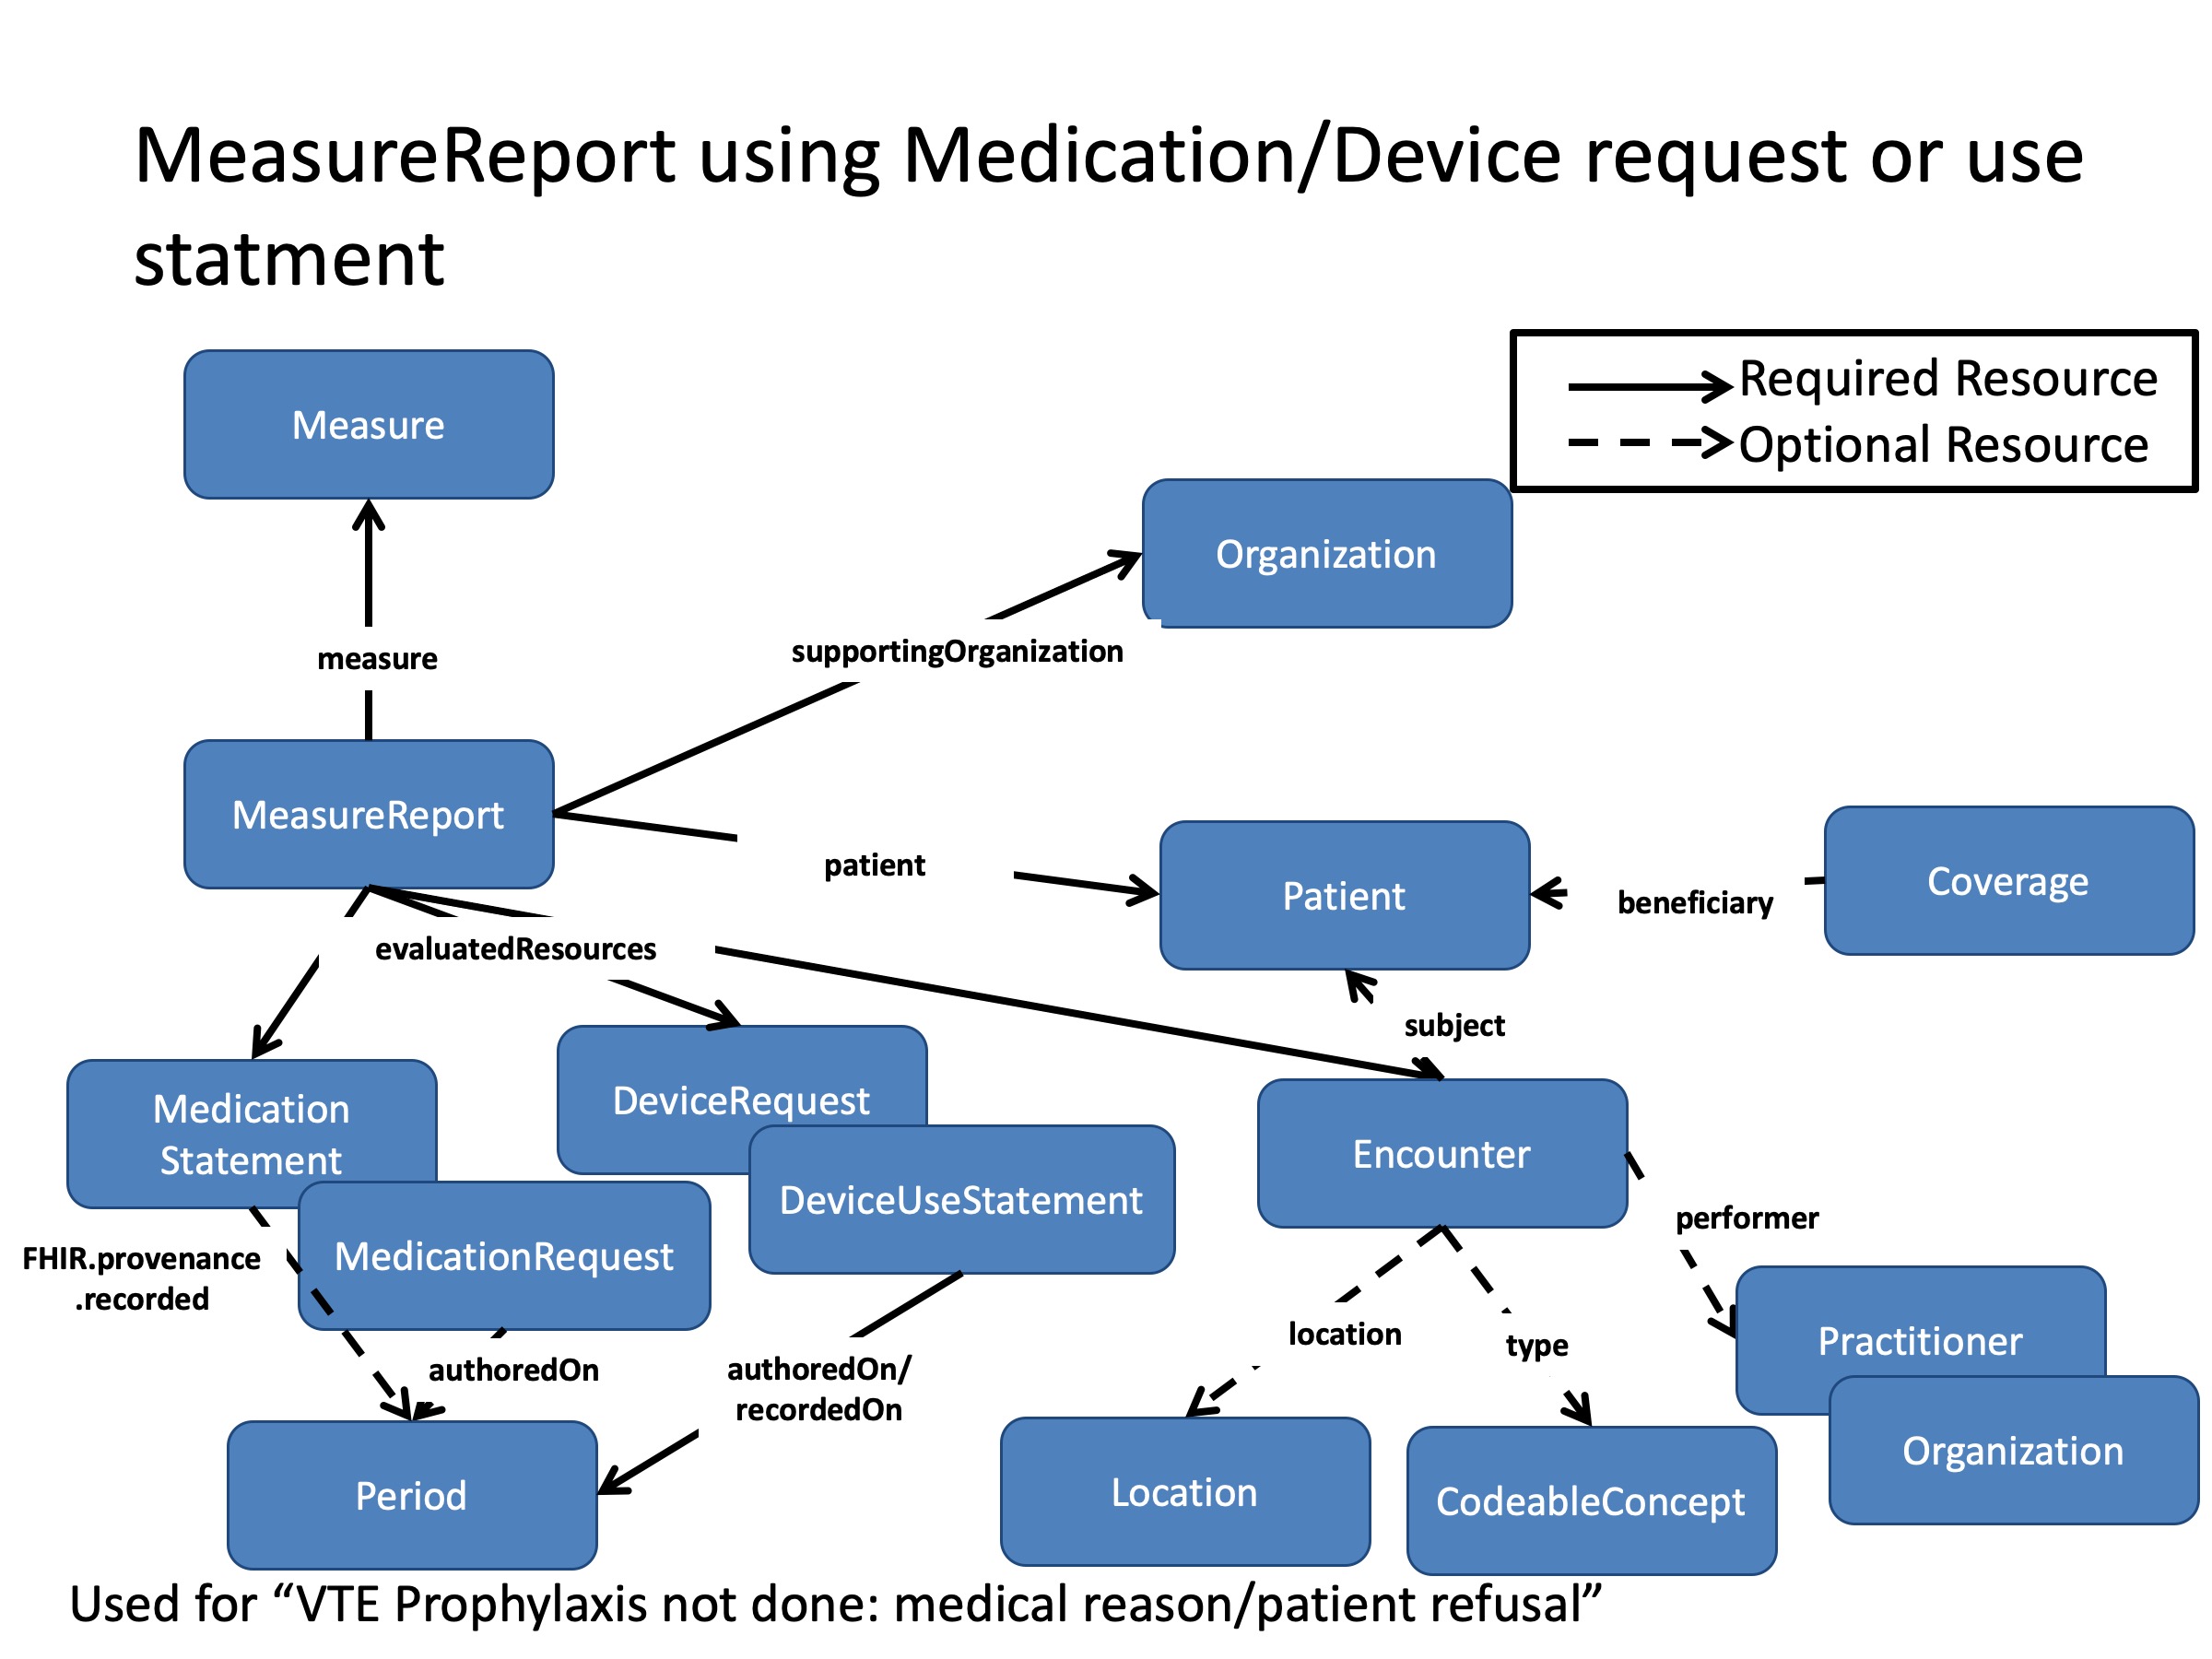 MeasureReport using Medication/Device request or use
statment
Required Resource
Optional Resource
Measure
Organization
measure
supportingOrganization
MeasureReport
patient
Patient
beneficiary
Coverage
evaluatedResources
subject
Medication
Statement
DeviceRequest
Encounter
DeviceUseStatement
performer
FHIR.provenance
.recorded
MedicationRequest
location
type
Practitioner
authoredOn
authoredOn/
recordedOn
Organization
Period
Location
CodeableConcept
Used for “VTE Prophylaxis not done: medical reason/patient refusal”